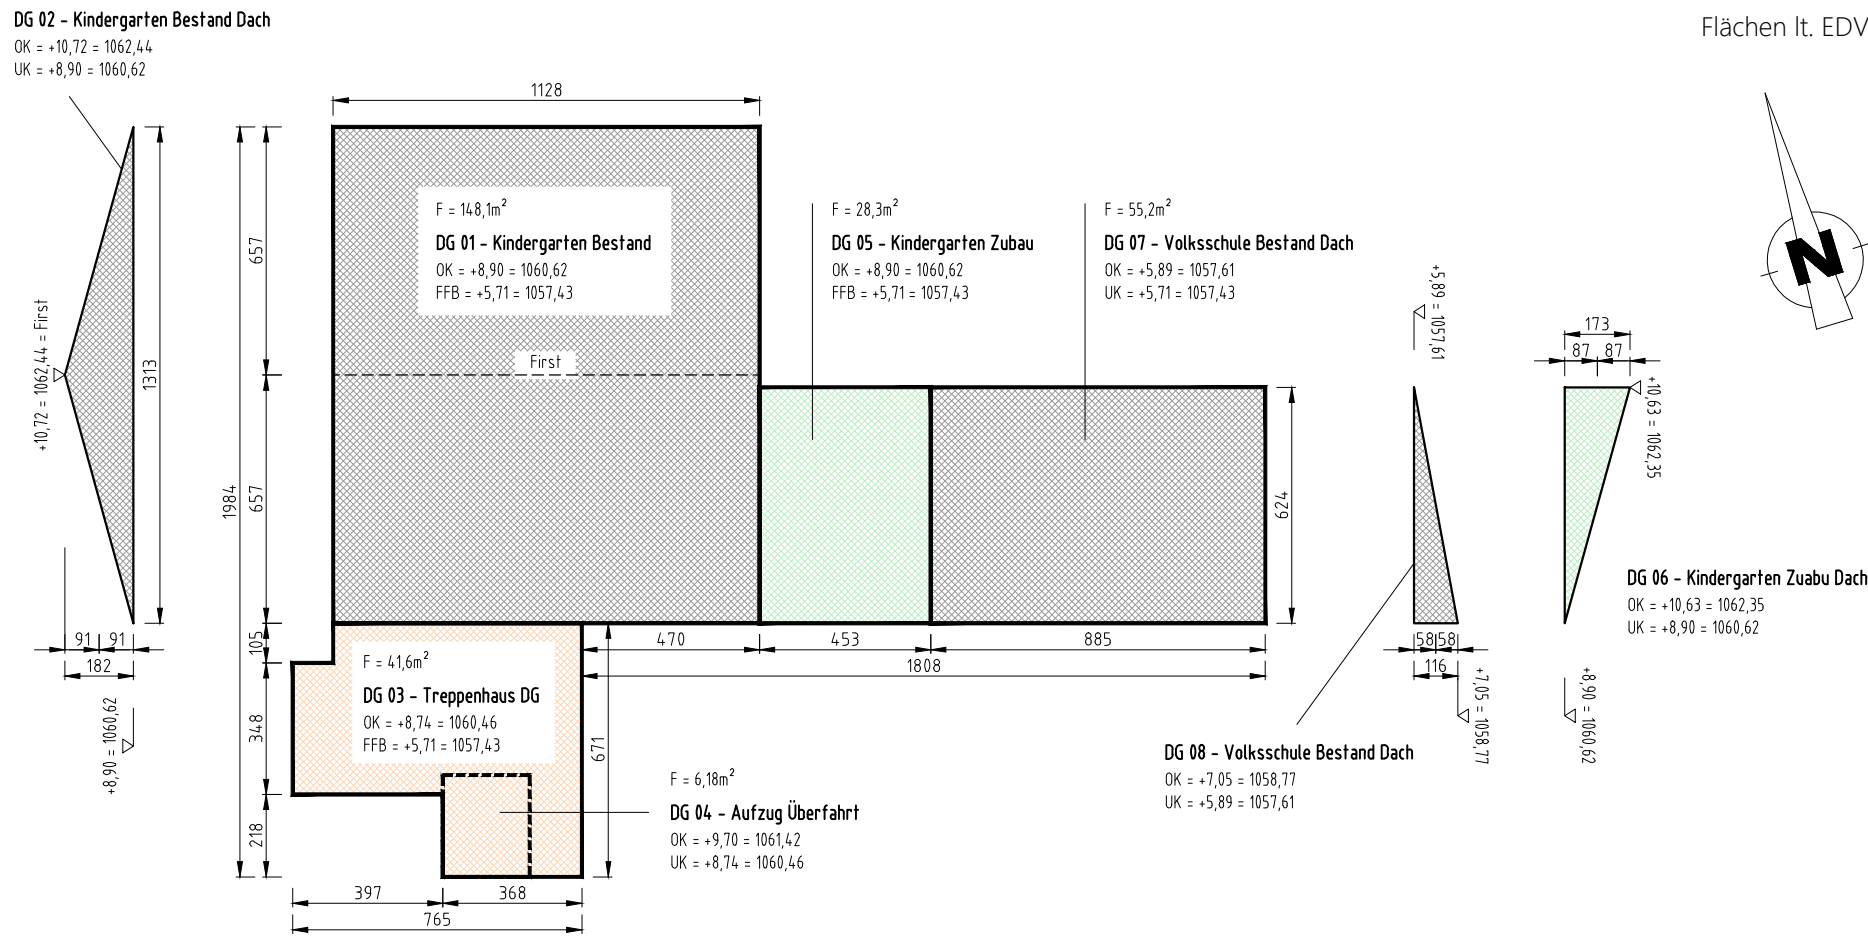 DG 02 - Kindergarten Bestand Dach
OK = +10,72 = 1062,44
UK = +8,90 = 1060,62
Flächen lt. EDV
1128
F = 148,1m²
DG 01 - Kindergarten Bestand
OK = +8,90 = 1060,62
FFB = +5,71 = 1057,43
F = 28,3m²
DG 05 - Kindergarten Zubau
OK = +8,90 = 1060,62
FFB = +5,71 = 1057,43
F = 55,2m²
DG 07 - Volksschule Bestand Dach
OK = +5,89 = 1057,61
UK = +5,71 = 1057,43
N
657
+10,72 = 1062,44 = First
1313
First
+5,89 = 1057,61
173
87
87
+10,63 = 1062,35
1984
657
624
DG 06 - Kindergarten Zuabu Dach
OK = +10,63 = 1062,35
UK = +8,90 = 1060,62
91
91
182
+8,90 = 1060,62
105
348
218
470
453
885
1808
58
58
116
+7,05 = 1058,77
+8,90 = 1060,62
F = 41,6m²
DG 03 - Treppenhaus DG
OK = +8,74 = 1060,46
FFB = +5,71 = 1057,43
671
DG 08 - Volksschule Bestand Dach
OK = +7,05 = 1058,77
UK = +5,89 = 1057,61
F = 6,18m²
DG 04 - Aufzug Überfahrt
OK = +9,70 = 1061,42
UK = +8,74 = 1060,46
397
368
765